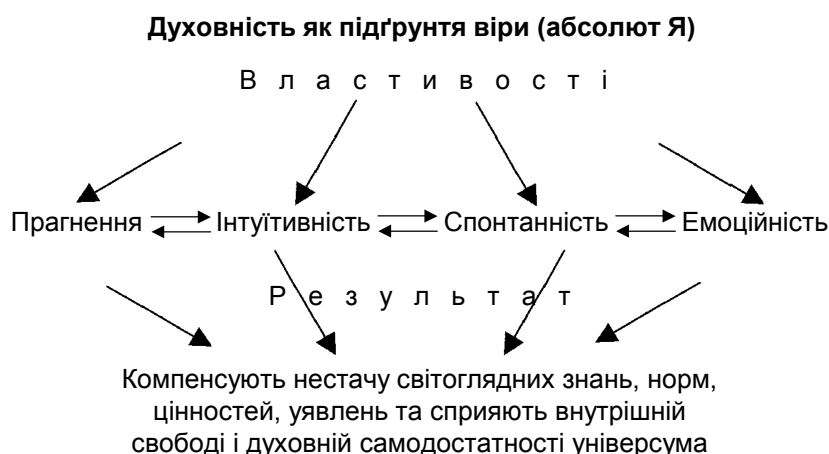 Духовність як підґрунтя віри (абсолют Я)
В л а с т и в о с т і
Прагнення Інтуїтивність Спонтанність Емоційність
Р е з у л ь т а т
Компенсують нестачу світоглядних знань, норм,
цінностей, уявлень та сприяють внутрішній
свободі і духовній самодостатності універсума